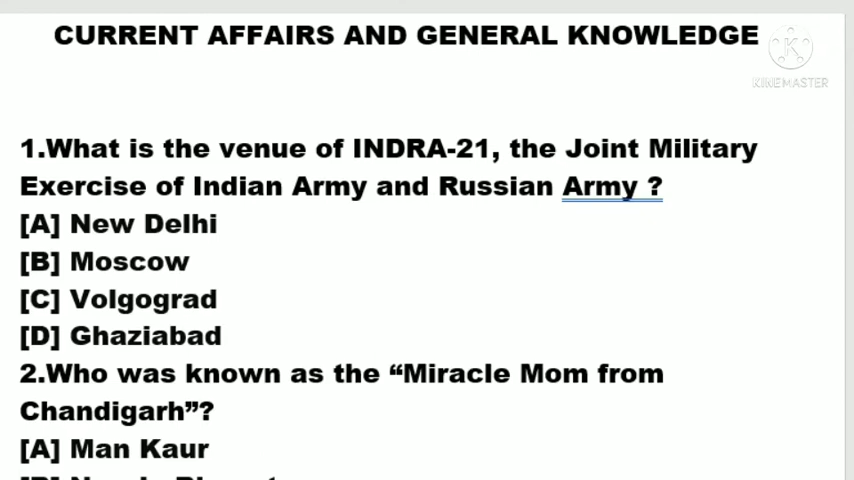 CURRENT AFFAIRS AND GENERAL KNOWLEDGE
KINEMASTER
1.What is the venue of INDRA-21, the Joint Military
Exercise of Indian Army and Russian Army ?
[A] New Delhi
[B] Moscow
[C] Volgograd
[D] Ghaziabad
2.Who was known as the “Miracle Mom from
Chandigarh”?
[A] Man Kaur